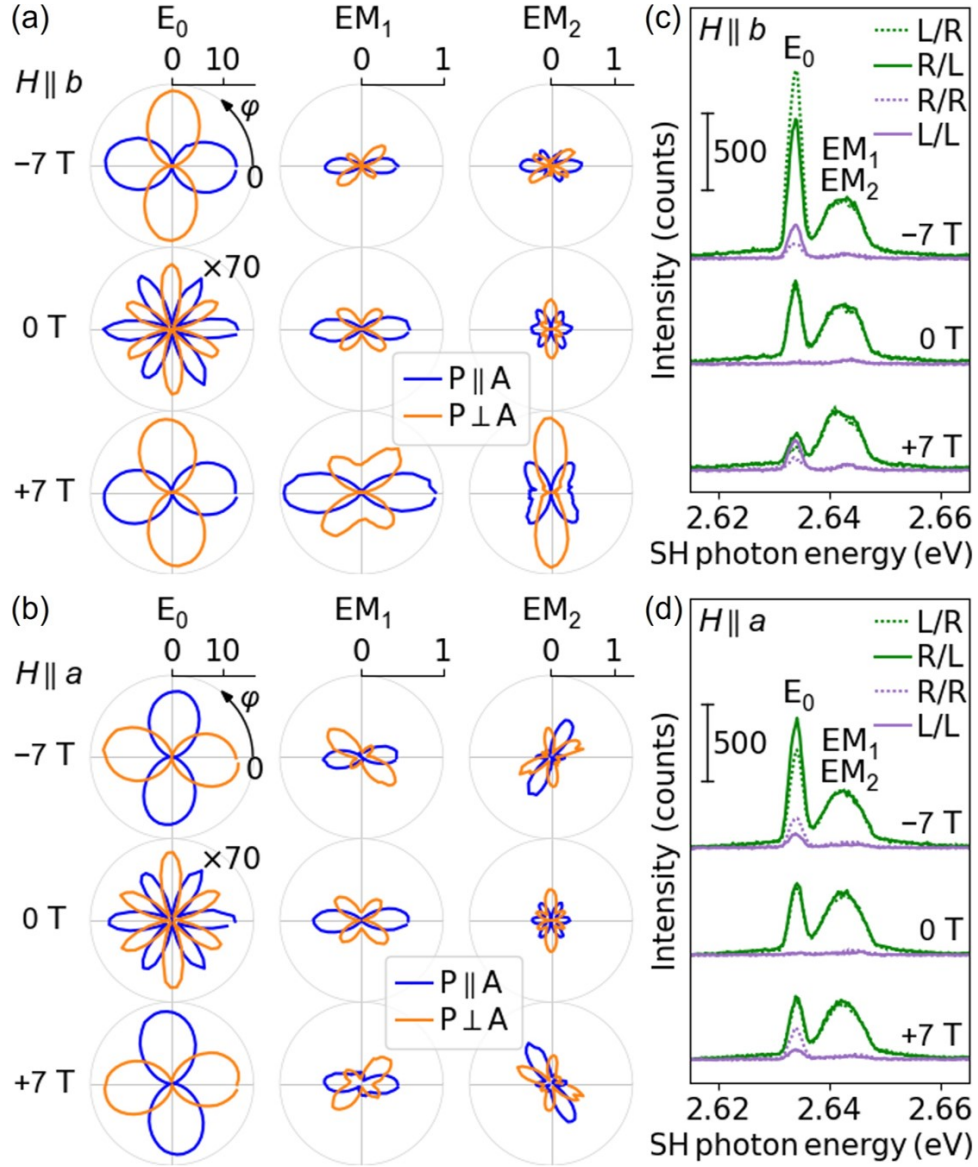 (a) E₀ EM₁ EM₂
0 10 0 1 0 1
H ∥ b
φ
−7 T 0
×70
0 T
P ∥ A
P ⊥ A
+7 T
(b) E₀ EM₁ EM₂
0 10 0 1 0 1
H ∥ a
φ
−7 T 0
×70
0 T
P ∥ A
P ⊥ A
+7 T
(c) H ∥ b
L/R
R/L
R/R
L/L
E₀
500
EM₁
EM₂
−7 T
0 T
+7 T
Intensity (counts)
2.62 2.64 2.66
SH photon energy (eV)
(d) H ∥ a
L/R
R/L
R/R
L/L
E₀
500
EM₁
EM₂
−7 T
0 T
+7 T
Intensity (counts)
2.62 2.64 2.66
SH photon energy (eV)